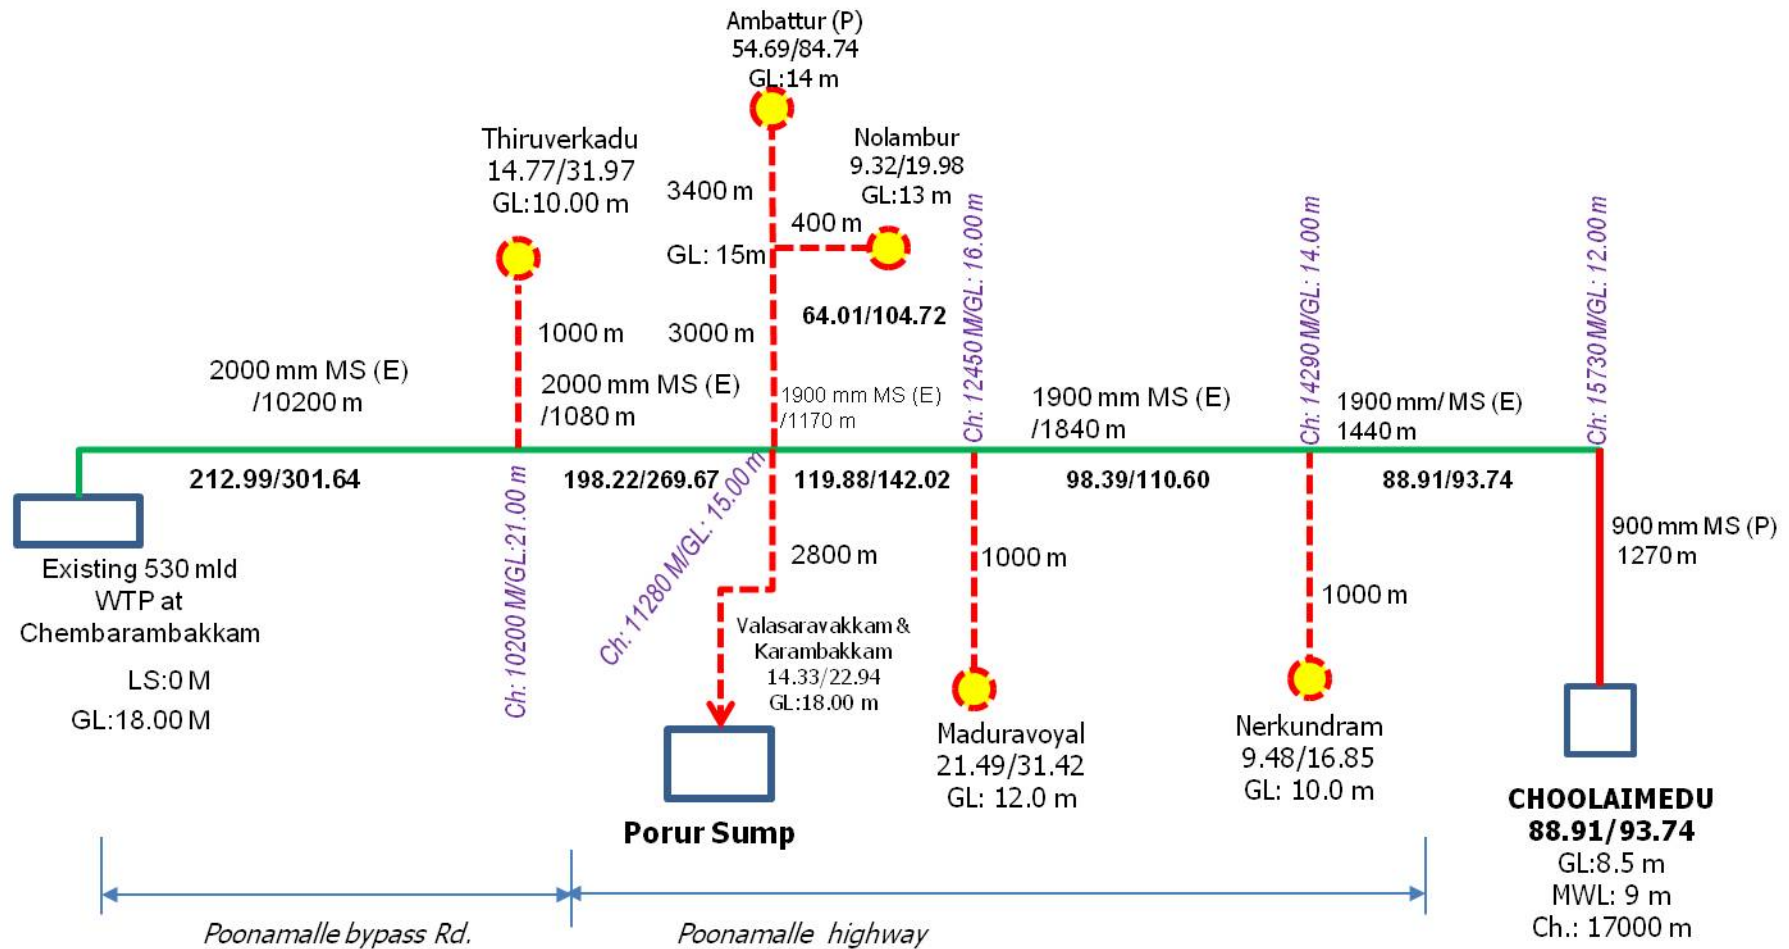 Ambattur (P)
54.69/84.74
GL:14 m
Thiruverkadu
14.77/31.97
GL:10.00 m
Nolambur
9.32/19.98
GL:13 m
3400 m
400 m
GL: 15m
64.01/104.72
1000 m
3000 m
2000 mm MS (E)
/10200 m
2000 mm MS (E)
/1080 m
1900 mm MS (E)
/1170 m
1900 mm MS (E)
/1840 m
1900 mm/ MS (E)
1440 m
Ch: 12450 M/GL: 16.00 m
Ch: 14290 M/GL: 14.00 m
Ch: 15730 M/GL: 12.00 m
212.99/301.64
198.22/269.67
119.88/142.02
98.39/110.60
88.91/93.74
Ch: 10200 M/GL:21.00 m
Ch: 11280 M/GL: 15.00 m
2800 m
1000 m
1000 m
900 mm MS (P)
1270 m
Existing 530 mld
WTP at
Chembarambakkam
LS:0 M
GL:18.00 M
Valasaravakkam &
Karambakkam
14.33/22.94
GL:18.00 m
Porur Sump
Maduravoyal
21.49/31.42
GL: 12.0 m
Nerkundram
9.48/16.85
GL: 10.0 m
CHOOLAIMEDU
88.91/93.74
GL:8.5 m
MWL: 9 m
Ch.: 17000 m
Poonamalle bypass Rd.
Poonamalle highway